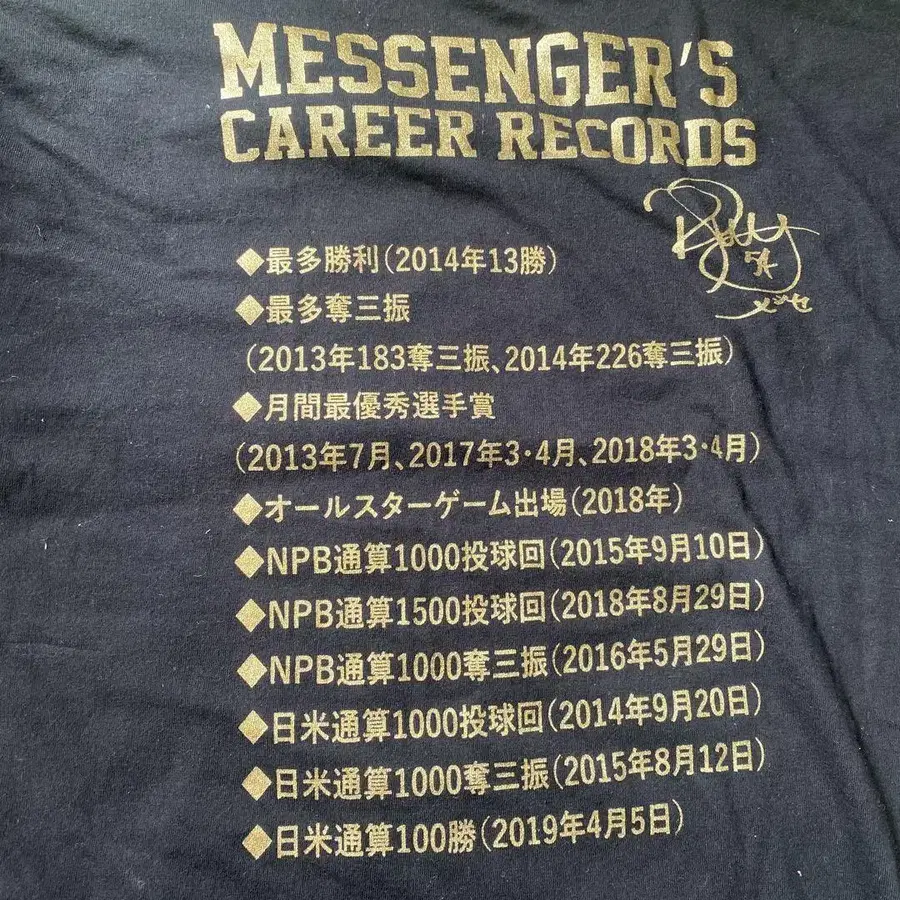 MESSENGER'S
CAREER RECORDS
◆最多勝利(2014年13勝)
◆最多奪三振
(2013年183奪三振、2014年226奪三振)
◆月間最優秀選手賞
(2013年7月、2017年3・4月、2018年3・4月)
◆オールスターゲーム出場(2018年)
◆NPB通算1000投球回(2015年9月10日)
◆NPB通算1500投球回(2018年8月29日)
◆NPB通算1000奪三振(2016年5月29日)
◆日米通算1000投球回(2014年9月20日)
◆日米通算1000奪三振(2015年8月12日)
◆日米通算100勝(2019年4月5日)